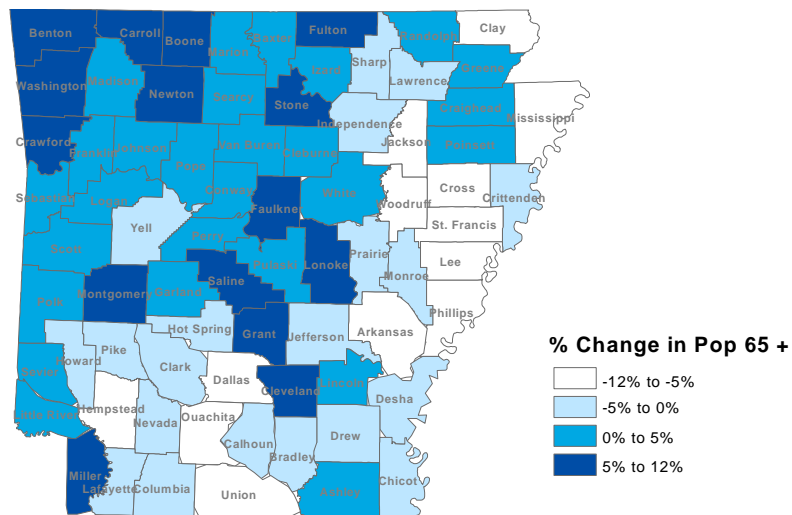 Benton
Carroll
Boone
Marion
Baxter
Fulton
Randolph
Clay
Sharp
Izard
Greene
Washington
Madison
Newton
Searcy
Stone
Lawrence
Independence
Craighead
Mississippi
Crawford
Franklin
Johnson
Pope
Van Buren
Cleburne
Jackson
Poinsett
Sebastian
Logan
Conway
Faulkner
White
Woodruff
Cross
Crittenden
Yell
St. Francis
Scott
Perry
Pulaski
Lonoke
Prairie
Monroe
Lee
Polk
Montgomery
Garland
Saline
Phillips
Hot Spring
Grant
Jefferson
Arkansas
Howard
Pike
Clark
Sevier
Dallas
Cleveland
Lincoln
Desha
Little River
Hempstead
Nevada
Ouachita
Calhoun
Bradley
Drew
Miller
Lafayette
Columbia
Union
Ashley
Chicot
% Change in Pop 65 +
-12% to -5%
-5% to 0%
0% to 5%
5% to 12%